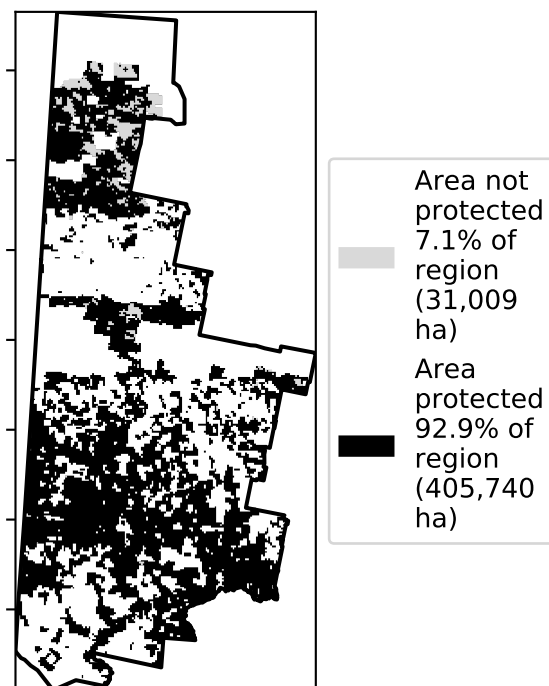 Area not
protected
7.1% of
region
(31,009
ha)
Area
protected
92.9% of
region
(405,740
ha)